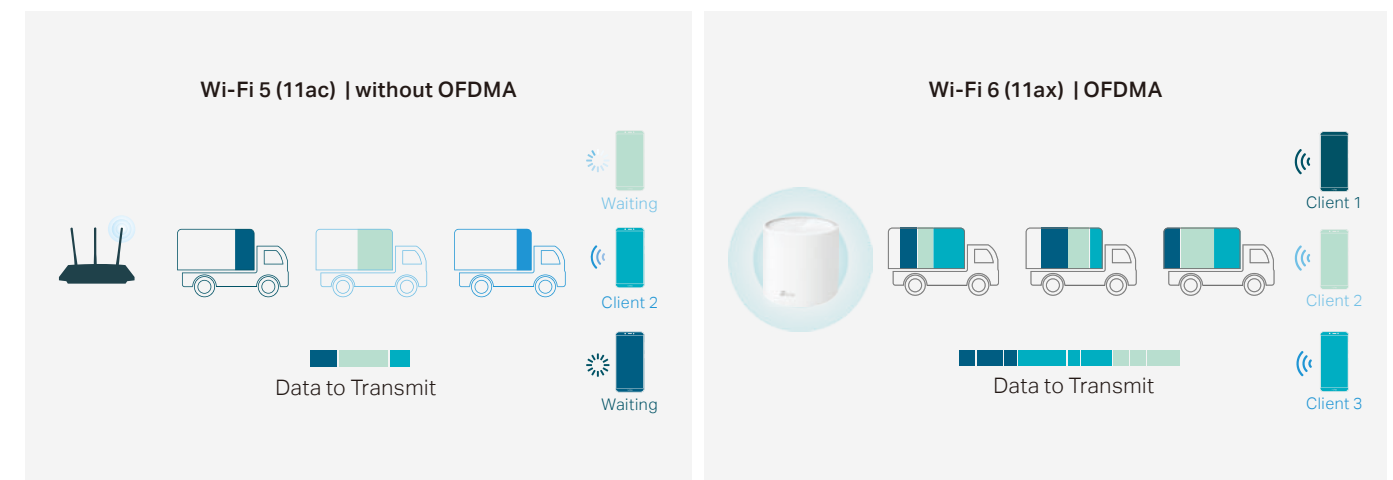 Wi-Fi 5 (11ac) | without OFDMA
Waiting
Client 2
Waiting
Data to Transmit
Wi-Fi 6 (11ax) | OFDMA
Client 1
Client 2
Client 3
Data to Transmit